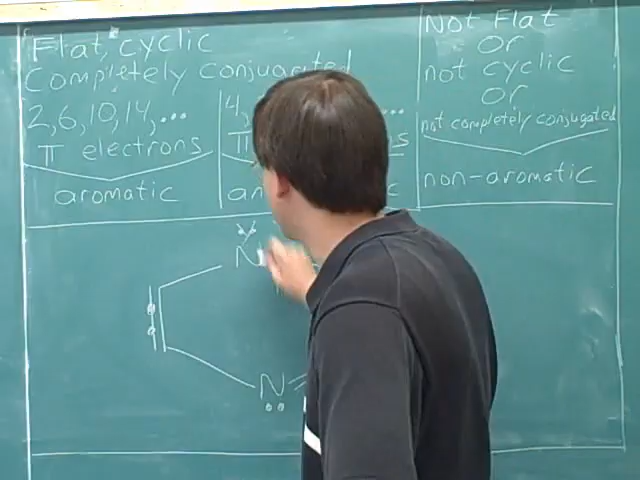 Flat, cyclic
Completely conjugated
2,6,10,14,...
π electrons
aromatic
4,
...
π
Not Flat
or
not cyclic
or
not completely conjugated
non-aromatic
N
N